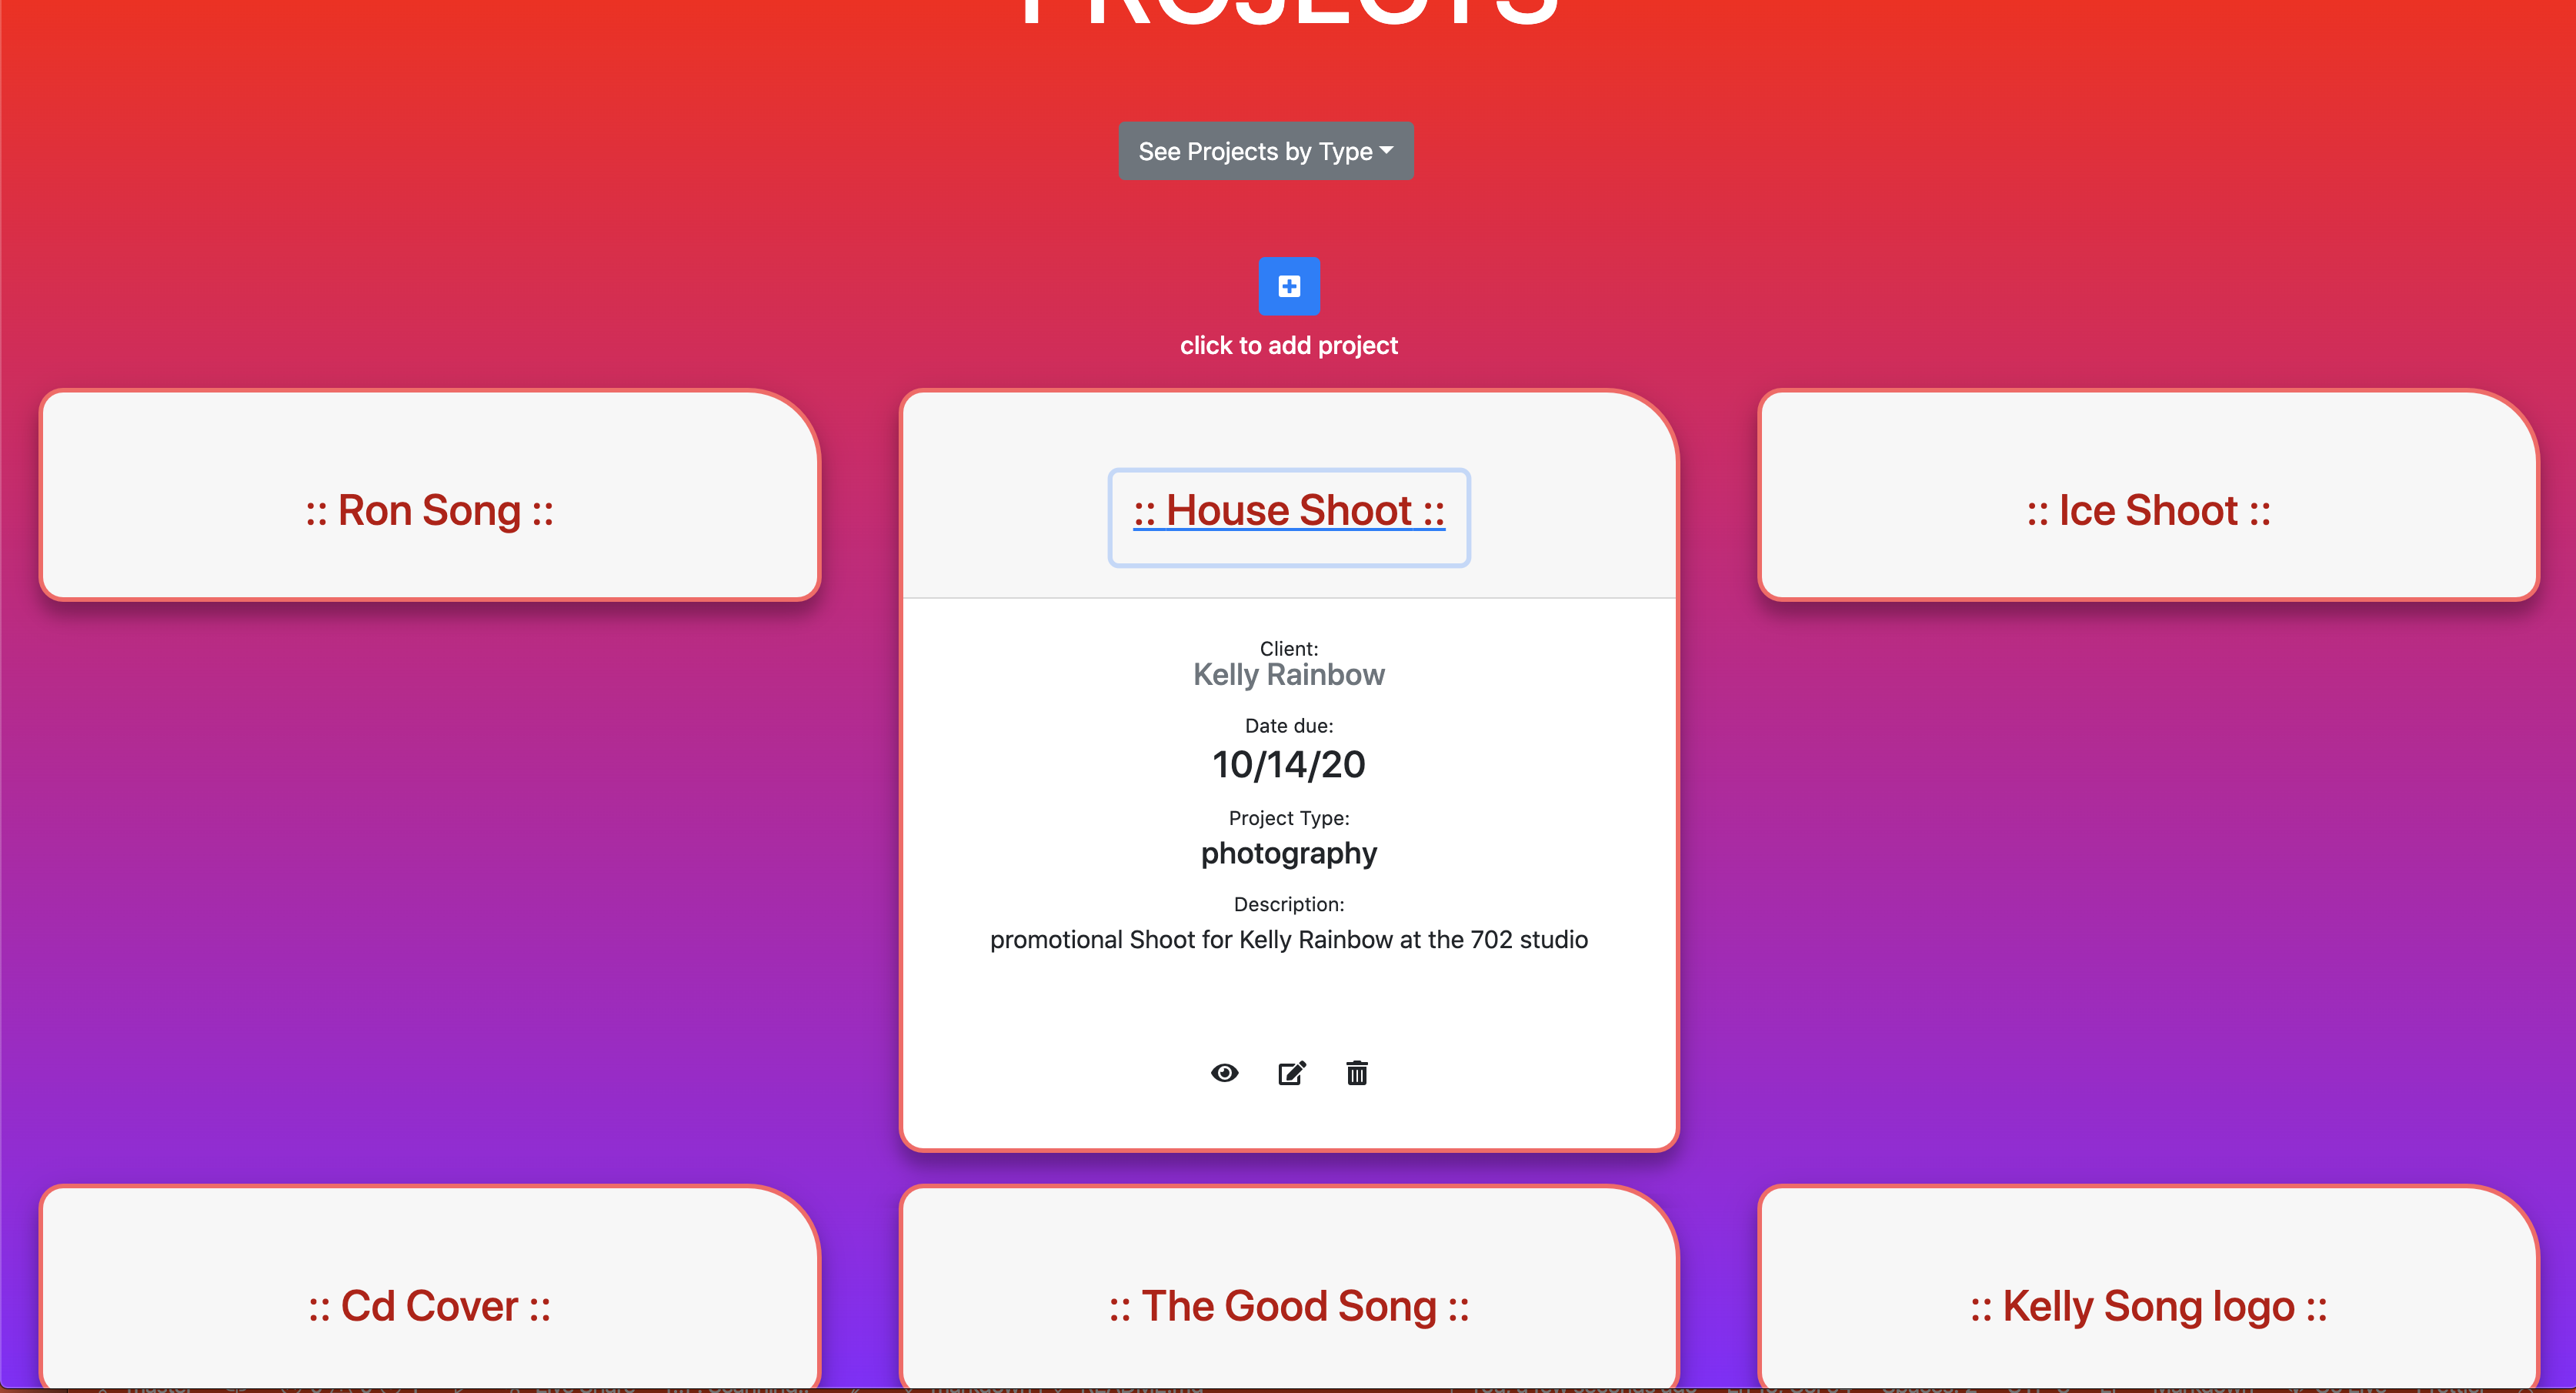 PROJECTS
See Projects by Type
click to add project
:: Ron Song ::
:: House Shoot ::
:: Ice Shoot ::
Client:
Kelly Rainbow
Date due:
10/14/20
Project Type:
photography
Description:
promotional Shoot for Kelly Rainbow at the 702 studio
:: Cd Cover ::
:: The Good Song ::
:: Kelly Song logo ::